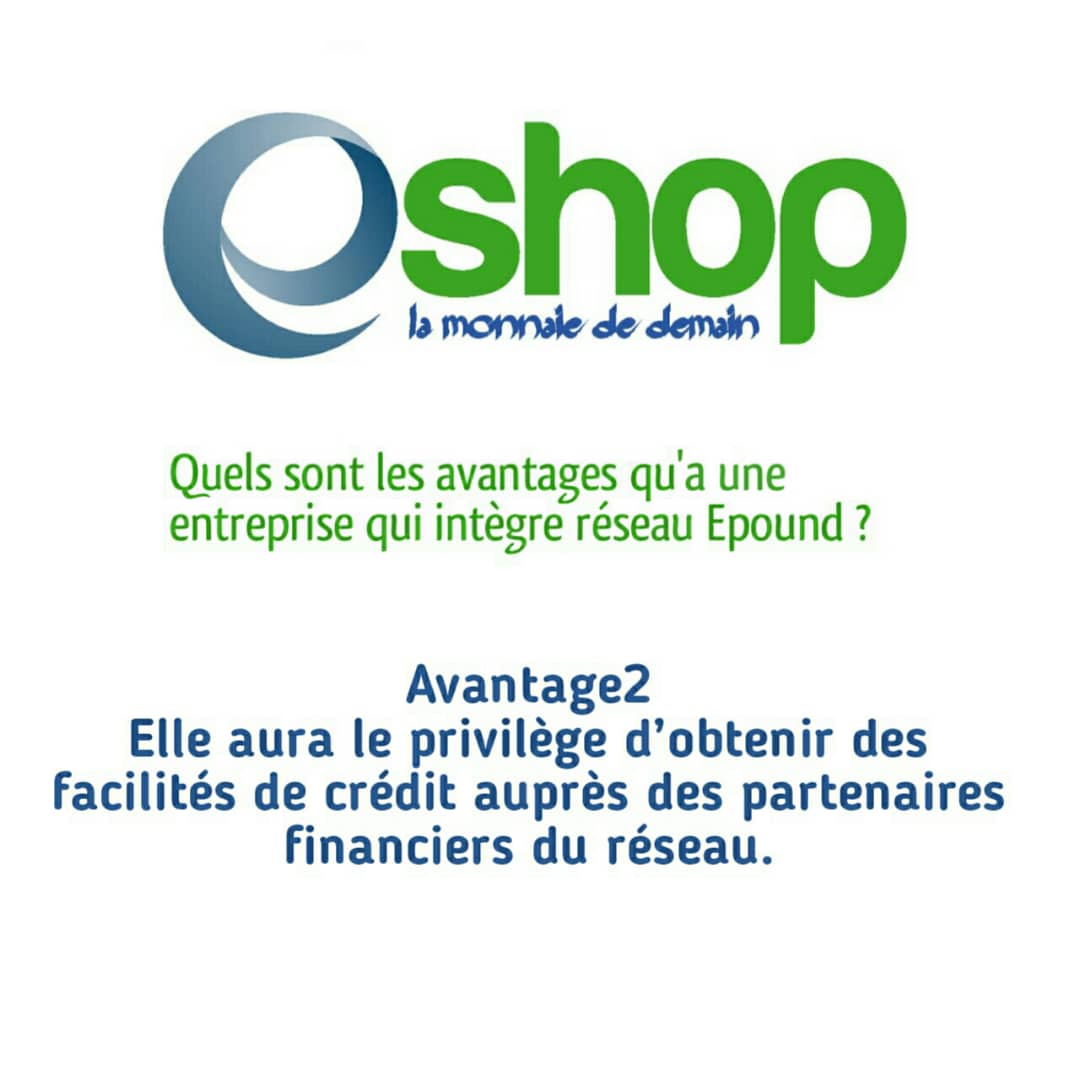 eshop
la monnaie de demain
Quels sont les avantages qu'a une
entreprise qui intègre réseau Epound ?
Avantage2
Elle aura le privilège d’obtenir des
facilités de crédit auprès des partenaires
financiers du réseau.